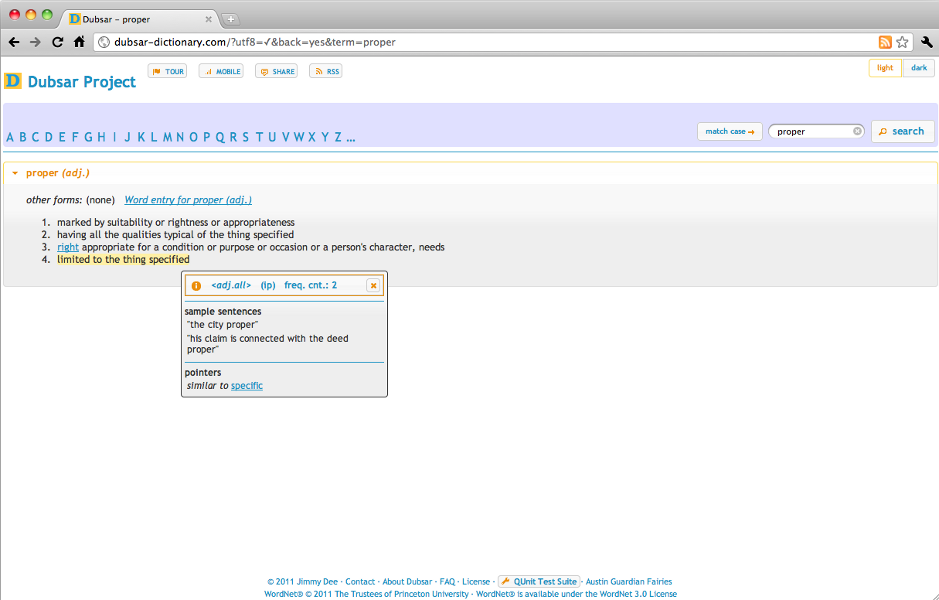 Dubsar - proper
dubsar-dictionary.com/?utf8=✓&back=yes&term=proper
D Dubsar Project
TOUR MOBILE SHARE RSS
light dark
A B C D E F G H I J K L M N O P Q R S T U V W X Y Z ...
match case proper search
proper (adj.)
other forms: (none) Word entry for proper (adj.)
1. marked by suitability or rightness or appropriateness
2. having all the qualities typical of the thing specified
3. right appropriate for a condition or purpose or occasion or a person's character, needs
4. limited to the thing specified
<adj.all> (ip) freq. cnt.: 2
sample sentences
"the city proper"
"his claim is connected with the deed
proper"
pointers
similar to specific
© 2011 Jimmy Dee · Contact · About Dubsar · FAQ · License · QUnit Test Suite · Austin Guardian Fairies
WordNet® © 2011 The Trustees of Princeton University · WordNet® is available under the WordNet 3.0 License